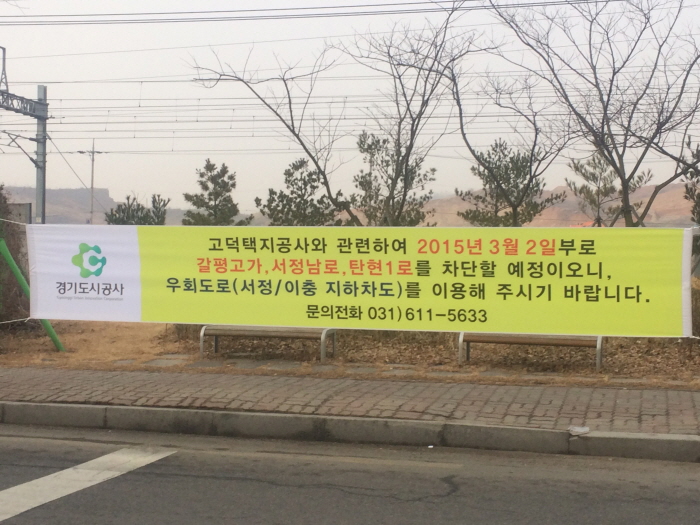 경기도시공사
고덕택지공사와 관련하여 2015년 3월 2일부로
갈평고가,서정남로,탄현1로를 차단할 예정이오니,
우회도로(서정/이충 지하차도)를 이용해 주시기 바랍니다.
문의전화 031) 611-5633